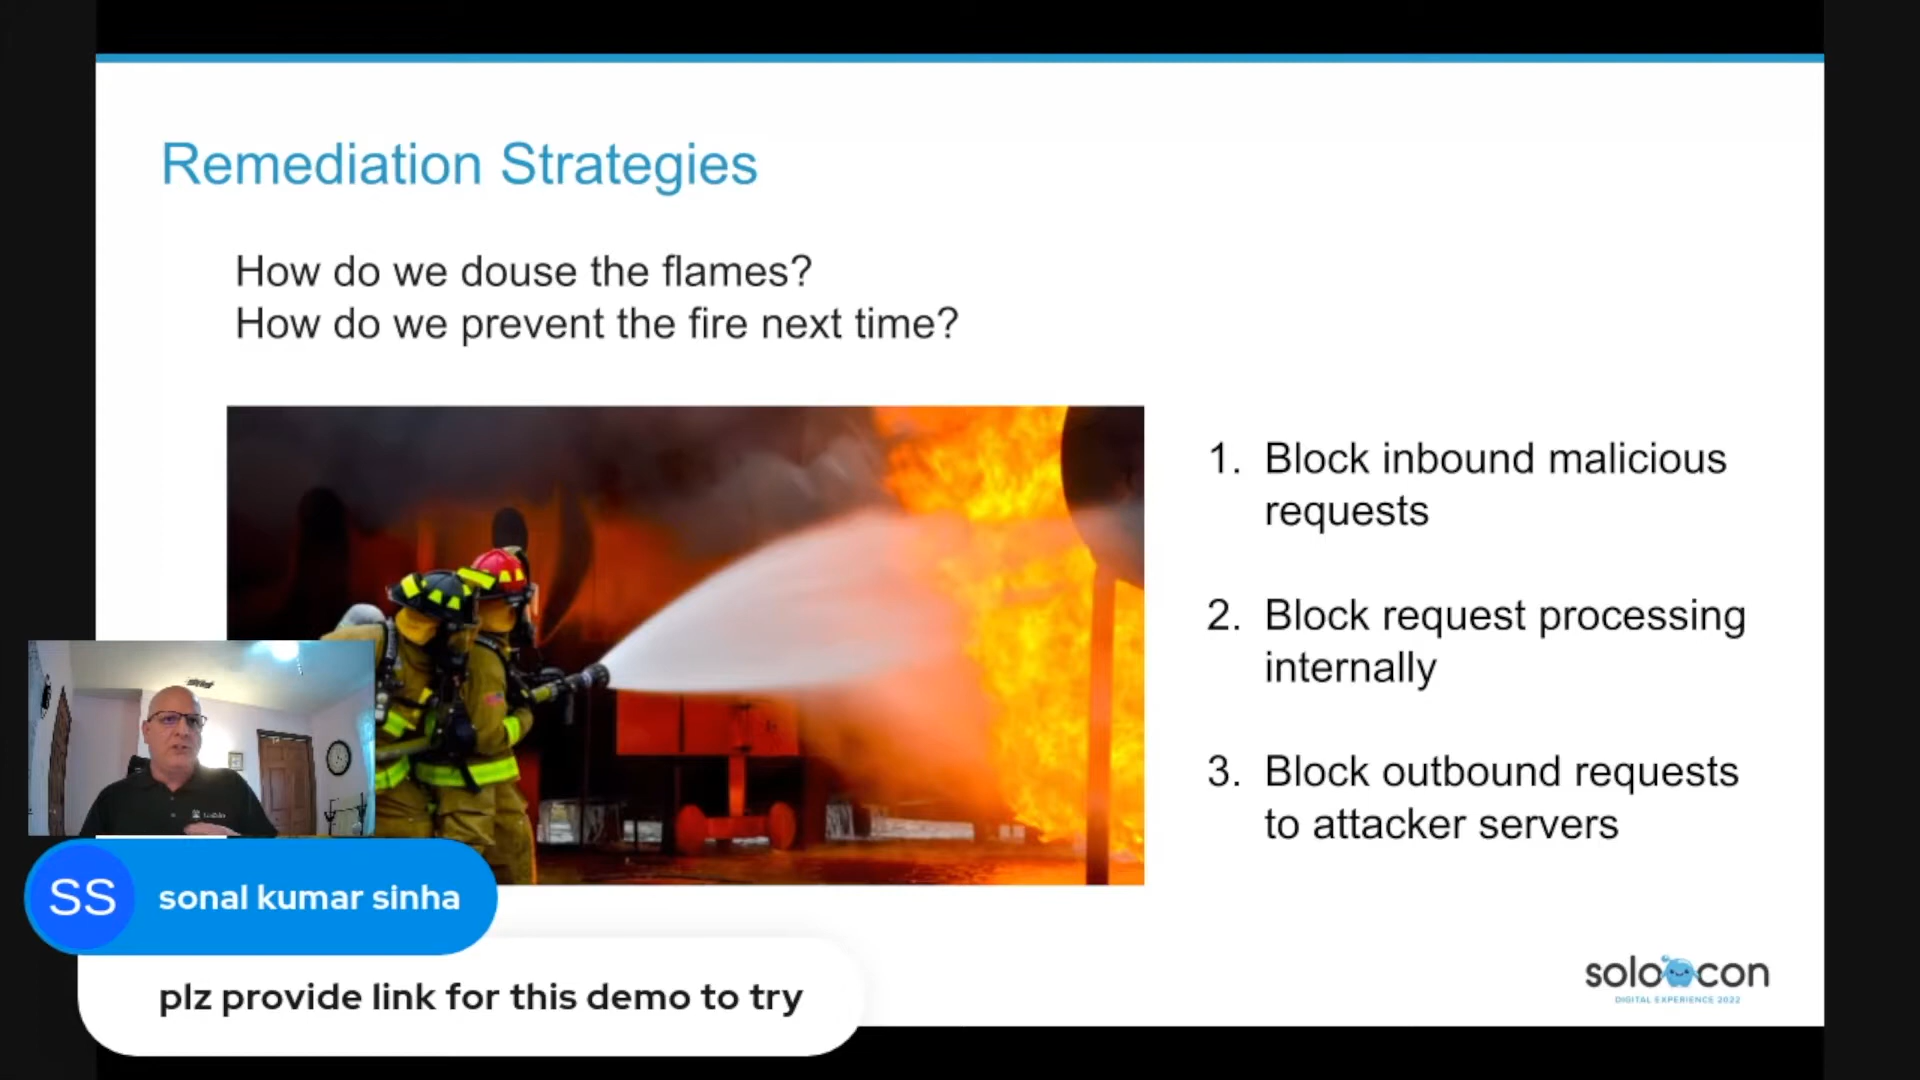 Remediation Strategies
How do we douse the flames?
How do we prevent the fire next time?
1. Block inbound malicious
requests
2. Block request processing
internally
3. Block outbound requests
to attacker servers
SS
sonal kumar sinha
plz provide link for this demo to try
solo con
DIGITAL EXPERIENCE 2022